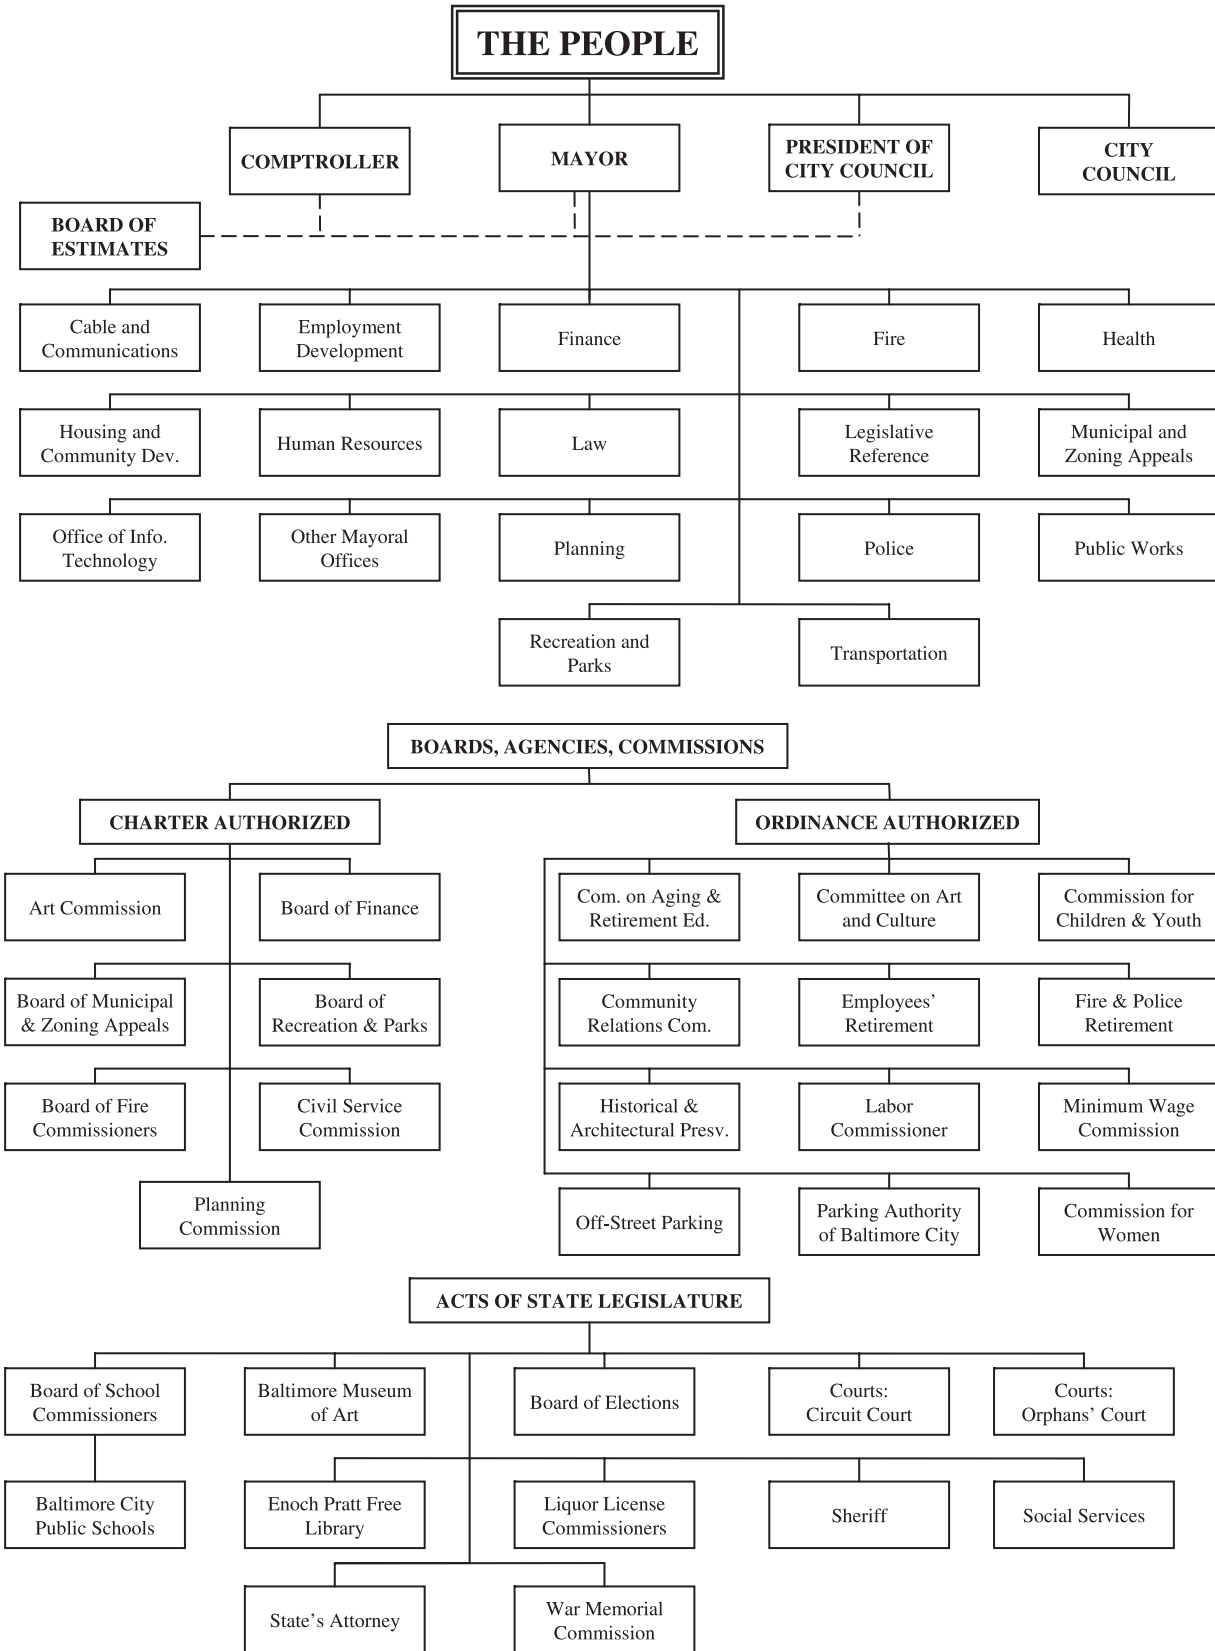 THE PEOPLE
COMPTROLLER
MAYOR
PRESIDENT OF
CITY COUNCIL
CITY
COUNCIL
BOARD OF
ESTIMATES
Cable and
Communications
Employment
Development
Finance
Fire
Health
Housing and
Community Dev.
Human Resources
Law
Legislative
Reference
Municipal and
Zoning Appeals
Office of Info.
Technology
Other Mayoral
Offices
Planning
Police
Public Works
Recreation and
Parks
Transportation
BOARDS, AGENCIES, COMMISSIONS
CHARTER AUTHORIZED
Art Commission
Board of Finance
Board of Municipal
& Zoning Appeals
Board of
Recreation & Parks
Board of Fire
Commissioners
Civil Service
Commission
Planning
Commission
ORDINANCE AUTHORIZED
Com. on Aging &
Retirement Ed.
Committee on Art
and Culture
Commission for
Children & Youth
Community
Relations Com.
Employees’
Retirement
Fire & Police
Retirement
Historical &
Architectural Presv.
Labor
Commissioner
Minimum Wage
Commission
Off-Street Parking
Parking Authority
of Baltimore City
Commission for
Women
ACTS OF STATE LEGISLATURE
Board of School
Commissioners
Baltimore Museum
of Art
Board of Elections
Courts:
Circuit Court
Courts:
Orphans’ Court
Baltimore City
Public Schools
Enoch Pratt Free
Library
Liquor License
Commissioners
Sheriff
Social Services
State’s Attorney
War Memorial
Commission